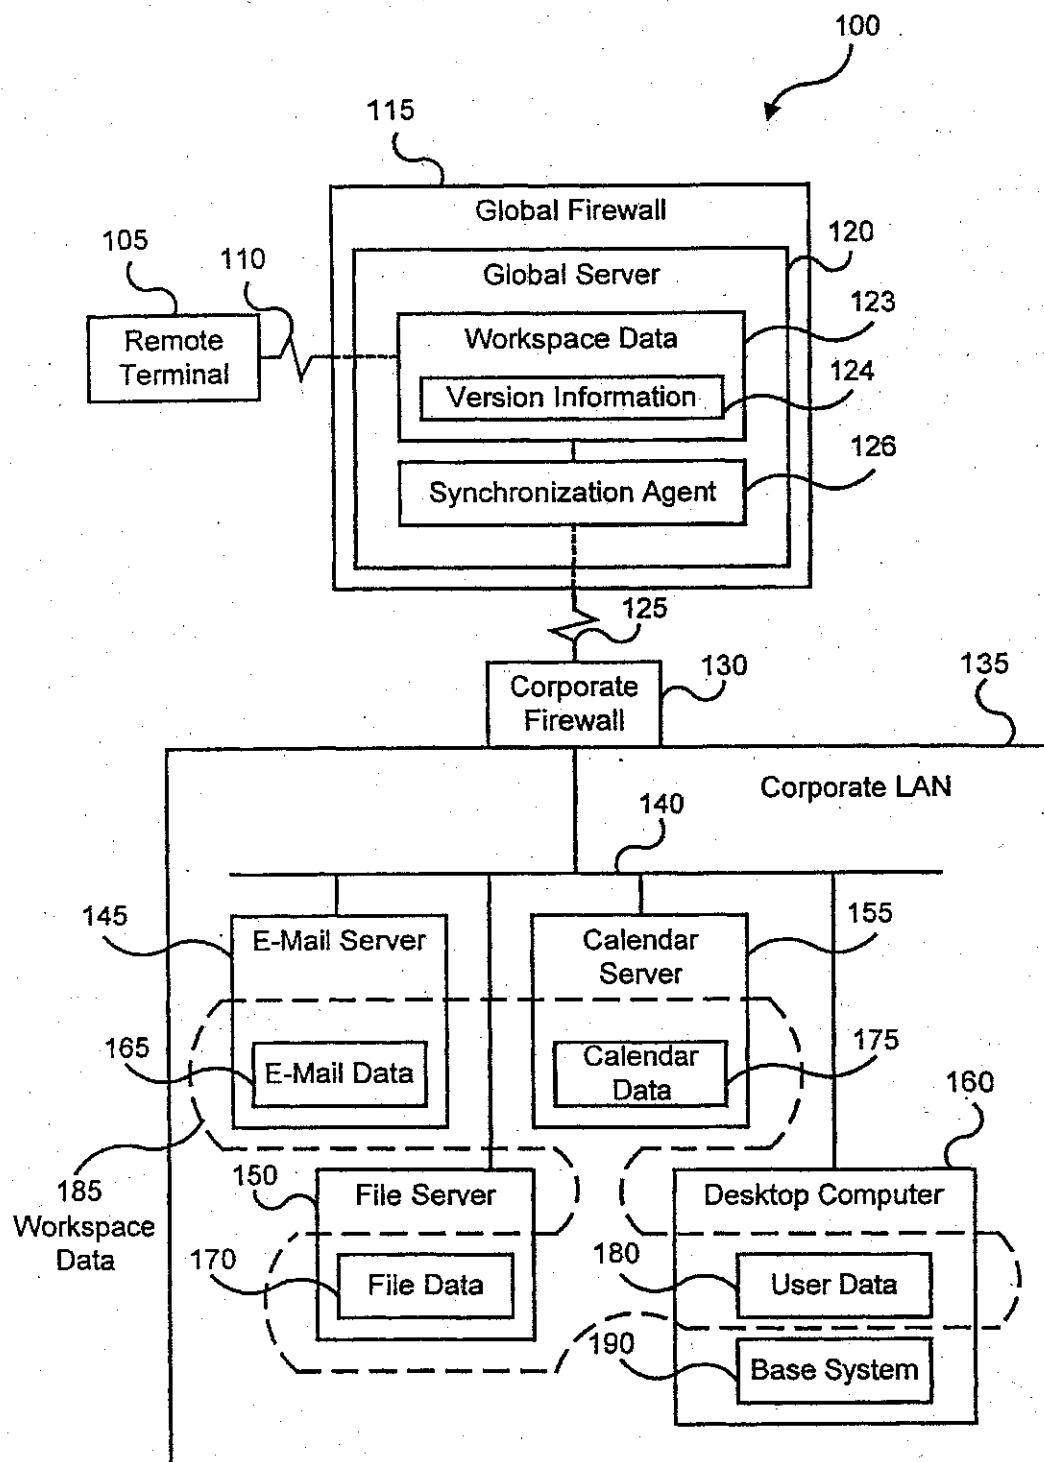 100
115
Global Firewall
105
110
120
Global Server
123
Remote
Terminal
Workspace Data
124
Version Information
126
Synchronization Agent
125
130
135
Corporate
Firewall
Corporate LAN
140
145
155
E-Mail Server
Calendar
Server
165
175
E-Mail Data
Calendar
Data
160
185
Workspace
Data
150
File Server
Desktop Computer
170
File Data
180
User Data
190
Base System